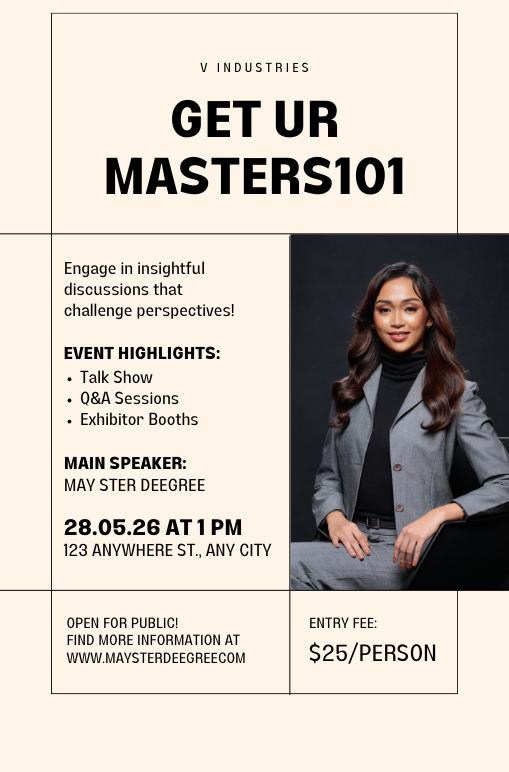 V INDUSTRIES
GET UR
MASTERS101
Engage in insightful
discussions that
challenge perspectives!
EVENT HIGHLIGHTS:
• Talk Show
• Q&A Sessions
• Exhibitor Booths
MAIN SPEAKER:
MAY STER DEEGREE
28.05.26 AT 1 PM
123 ANYWHERE ST., ANY CITY
OPEN FOR PUBLIC!
FIND MORE INFORMATION AT
WWW.MAYSTERDEEGREECOM
ENTRY FEE:
$25/PERSON